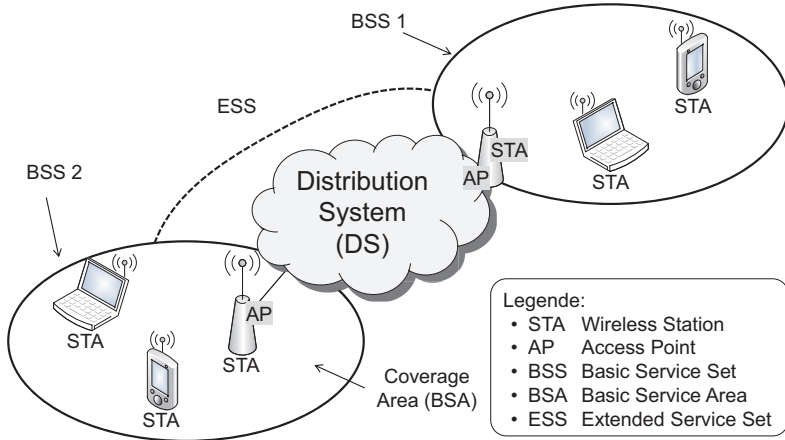 BSS 1
STA
ESS
STA
AP
STA
BSS 2
Distribution
System
(DS)
AP
STA
STA
STA
Coverage
Area (BSA)
Legende:
• STA Wireless Station
• AP Access Point
• BSS Basic Service Set
• BSA Basic Service Area
• ESS Extended Service Set